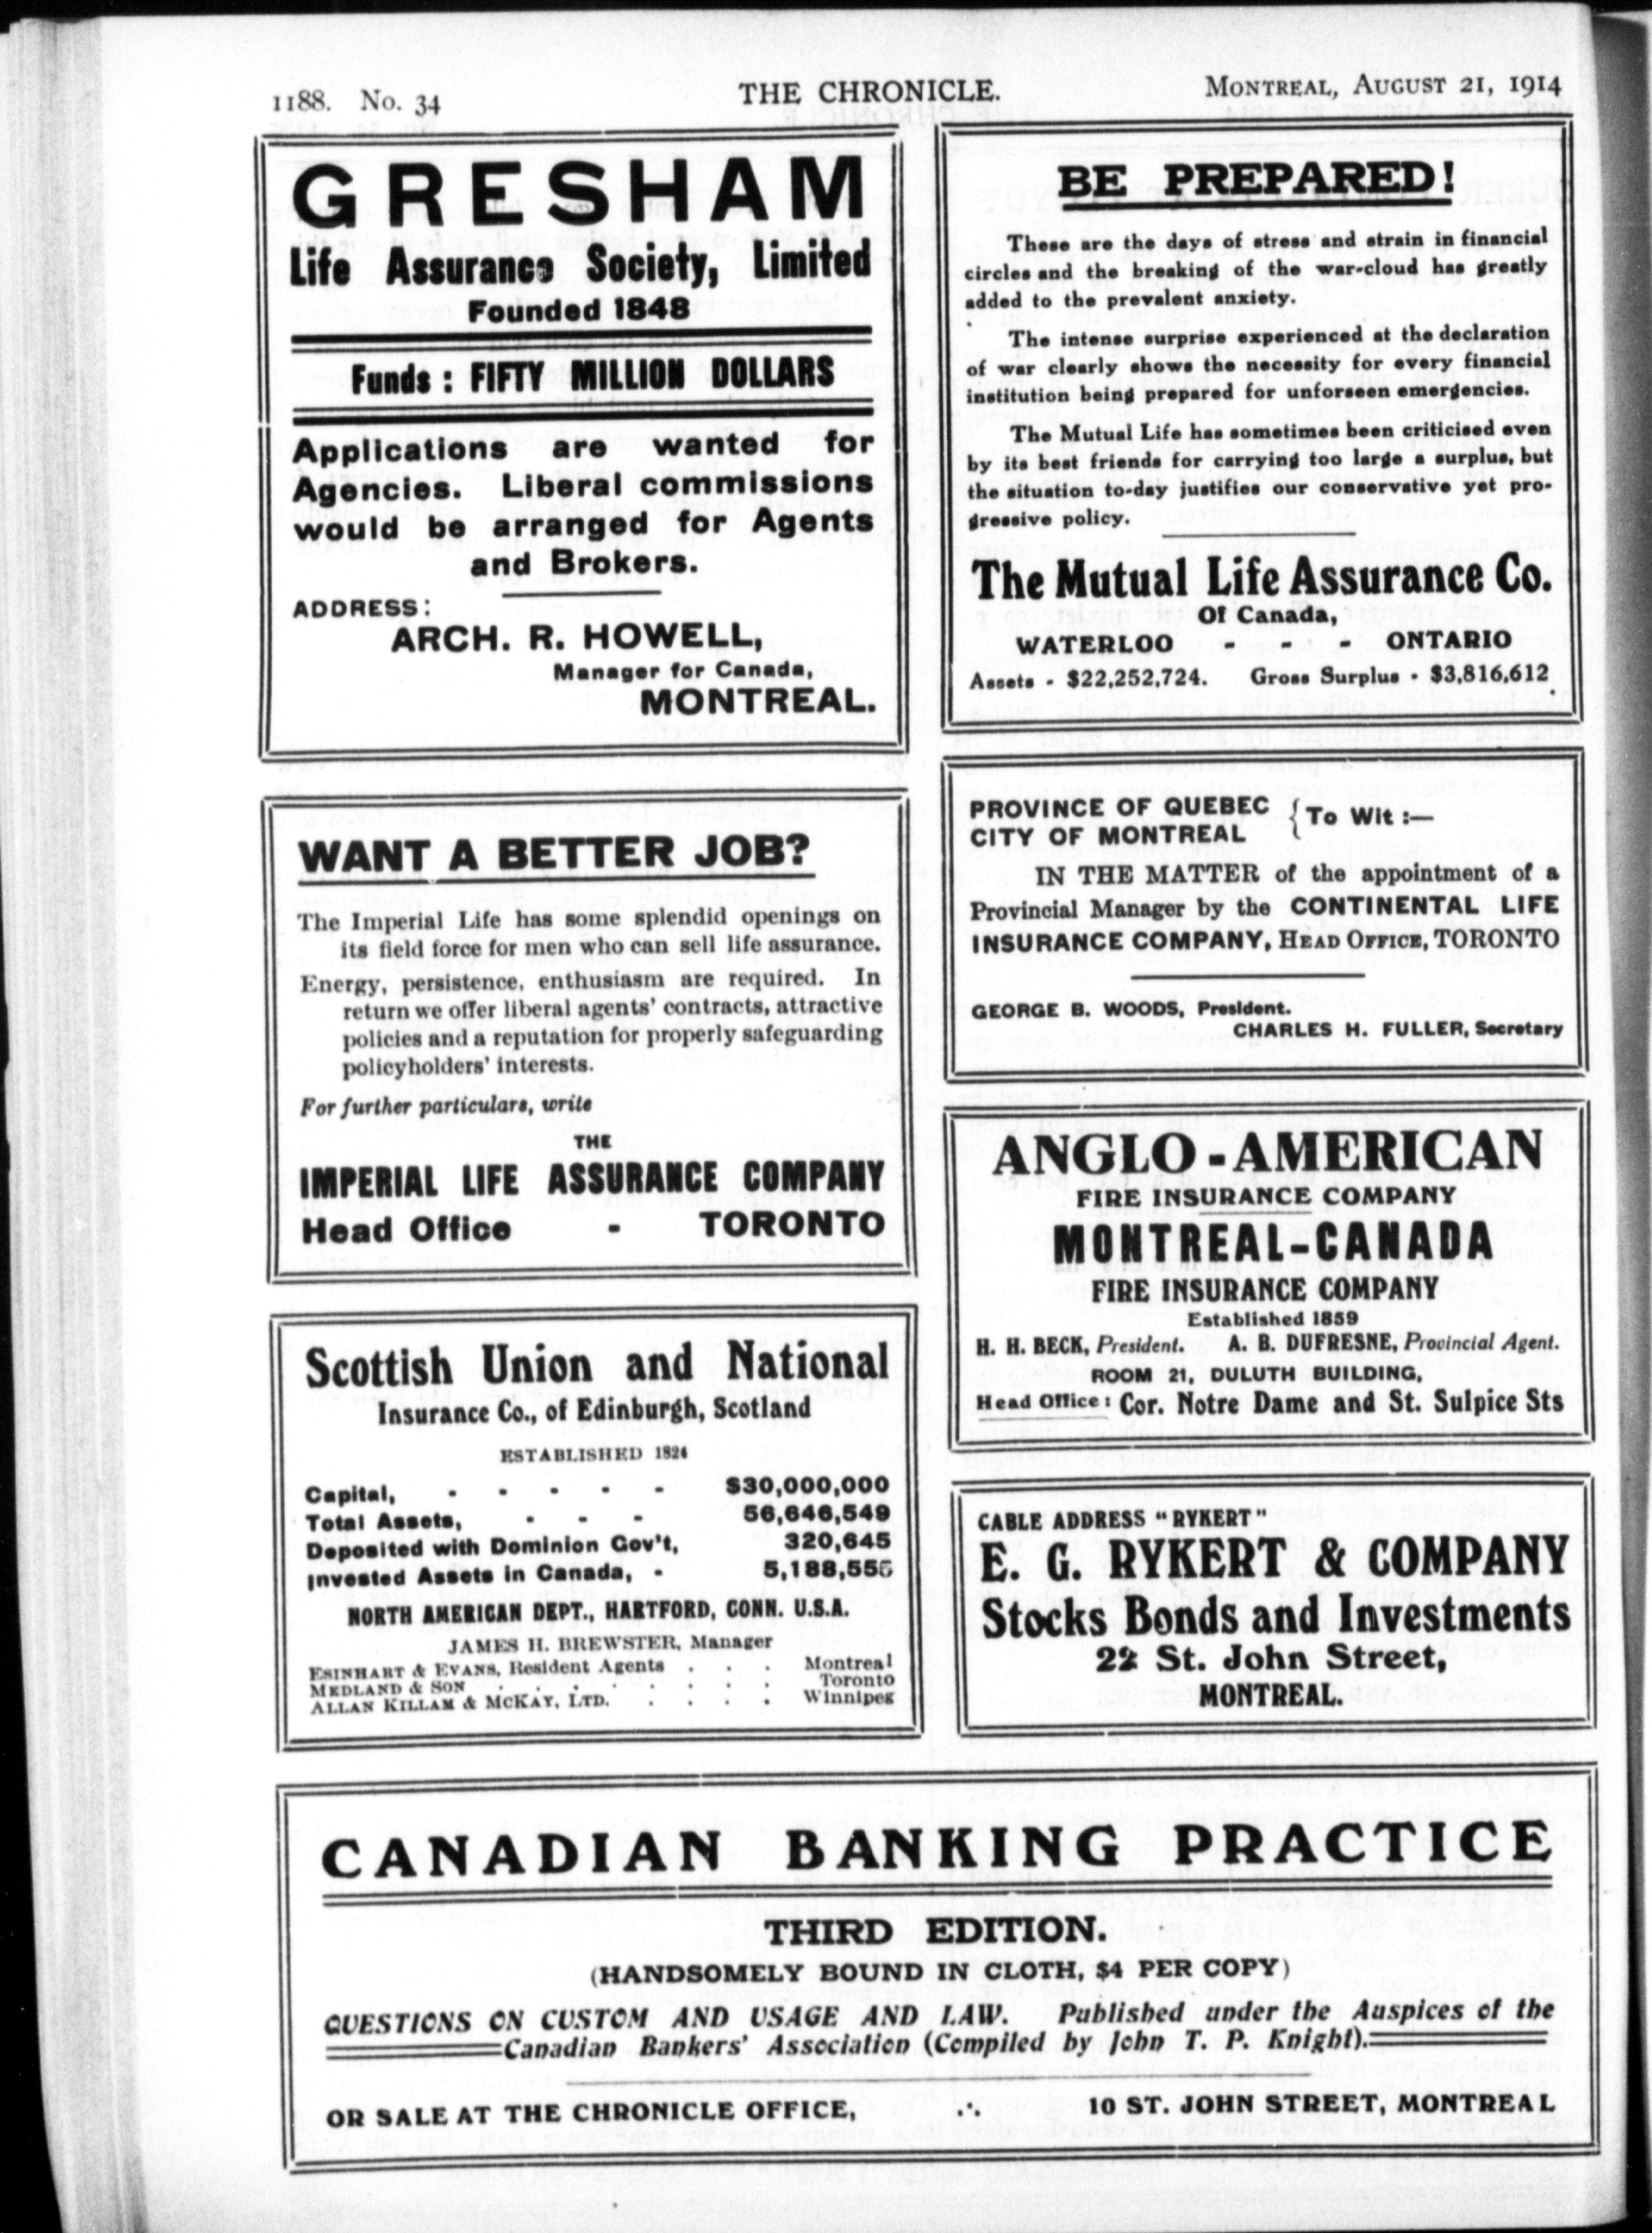 1188. No. 34 THE CHRONICLE. MONTREAL, AUGUST 21, 1914
GRESHAM
Life Assurance Society, Limited
Founded 1848
Funds : FIFTY MILLION DOLLARS
Applications are wanted for
Agencies. Liberal commissions
would be arranged for Agents
and Brokers.
ADDRESS:
ARCH. R. HOWELL,
Manager for Canada,
MONTREAL.
WANT A BETTER JOB?
The Imperial Life has some splendid openings on
its field force for men who can sell life assurance.
Energy, persistence, enthusiasm are required. In
return we offer liberal agents' contracts, attractive
policies and a reputation for properly safeguarding
policyholders' interests.
For further particulars, write
THE
IMPERIAL LIFE ASSURANCE COMPANY
Head Office - TORONTO
Scottish Union and National
Insurance Co., of Edinburgh, Scotland
ESTABLISHED 1824
Capital, - - - - - $30,000,000
Total Assets, - - - 56,646,549
Deposited with Dominion Gov't, 320,645
Invested Assets in Canada, - 5,188,555
NORTH AMERICAN DEPT., HARTFORD, CONN. U.S.A.
JAMES H. BREWSTER, Manager
ESINHART & EVANS, Resident Agents . . . Montreal
MEDLAND & SON . . . . . . . . Toronto
ALLAN KILLAM & MCKAY, LTD. . . . . Winnipeg
BE PREPARED!
These are the days of stress and strain in financial
circles and the breaking of the war-cloud has greatly
added to the prevalent anxiety.
The intense surprise experienced at the declaration
of war clearly shows the necessity for every financial
institution being prepared for unforseen emergencies.
The Mutual Life has sometimes been criticised even
by its best friends for carrying too large a surplus, but
the situation to-day justifies our conservative yet pro-
gressive policy.
The Mutual Life Assurance Co.
Of Canada,
WATERLOO - - - ONTARIO
Assets - $22,252,724. Gross Surplus - $3,816,612
PROVINCE OF QUEBEC { To Wit :—
CITY OF MONTREAL
IN THE MATTER of the appointment of a
Provincial Manager by the CONTINENTAL LIFE
INSURANCE COMPANY, HEAD OFFICE, TORONTO
GEORGE B. WOODS, President.
CHARLES H. FULLER, Secretary
ANGLO-AMERICAN
FIRE INSURANCE COMPANY
MONTREAL-CANADA
FIRE INSURANCE COMPANY
Established 1859
H. H. BECK, President. A. B. DUFRESNE, Provincial Agent.
ROOM 21, DULUTH BUILDING,
Head Office: Cor. Notre Dame and St. Sulpice Sts
CABLE ADDRESS "RYKERT"
E. G. RYKERT & COMPANY
Stocks Bonds and Investments
22 St. John Street,
MONTREAL.
CANADIAN BANKING PRACTICE
THIRD EDITION.
(HANDSOMELY BOUND IN CLOTH, $4 PER COPY)
QUESTIONS ON CUSTOM AND USAGE AND LAW. Published under the Auspices of the
Canadian Bankers' Association (Compiled by John T. P. Knight).
OR SALE AT THE CHRONICLE OFFICE, ∴ 10 ST. JOHN STREET, MONTREAL